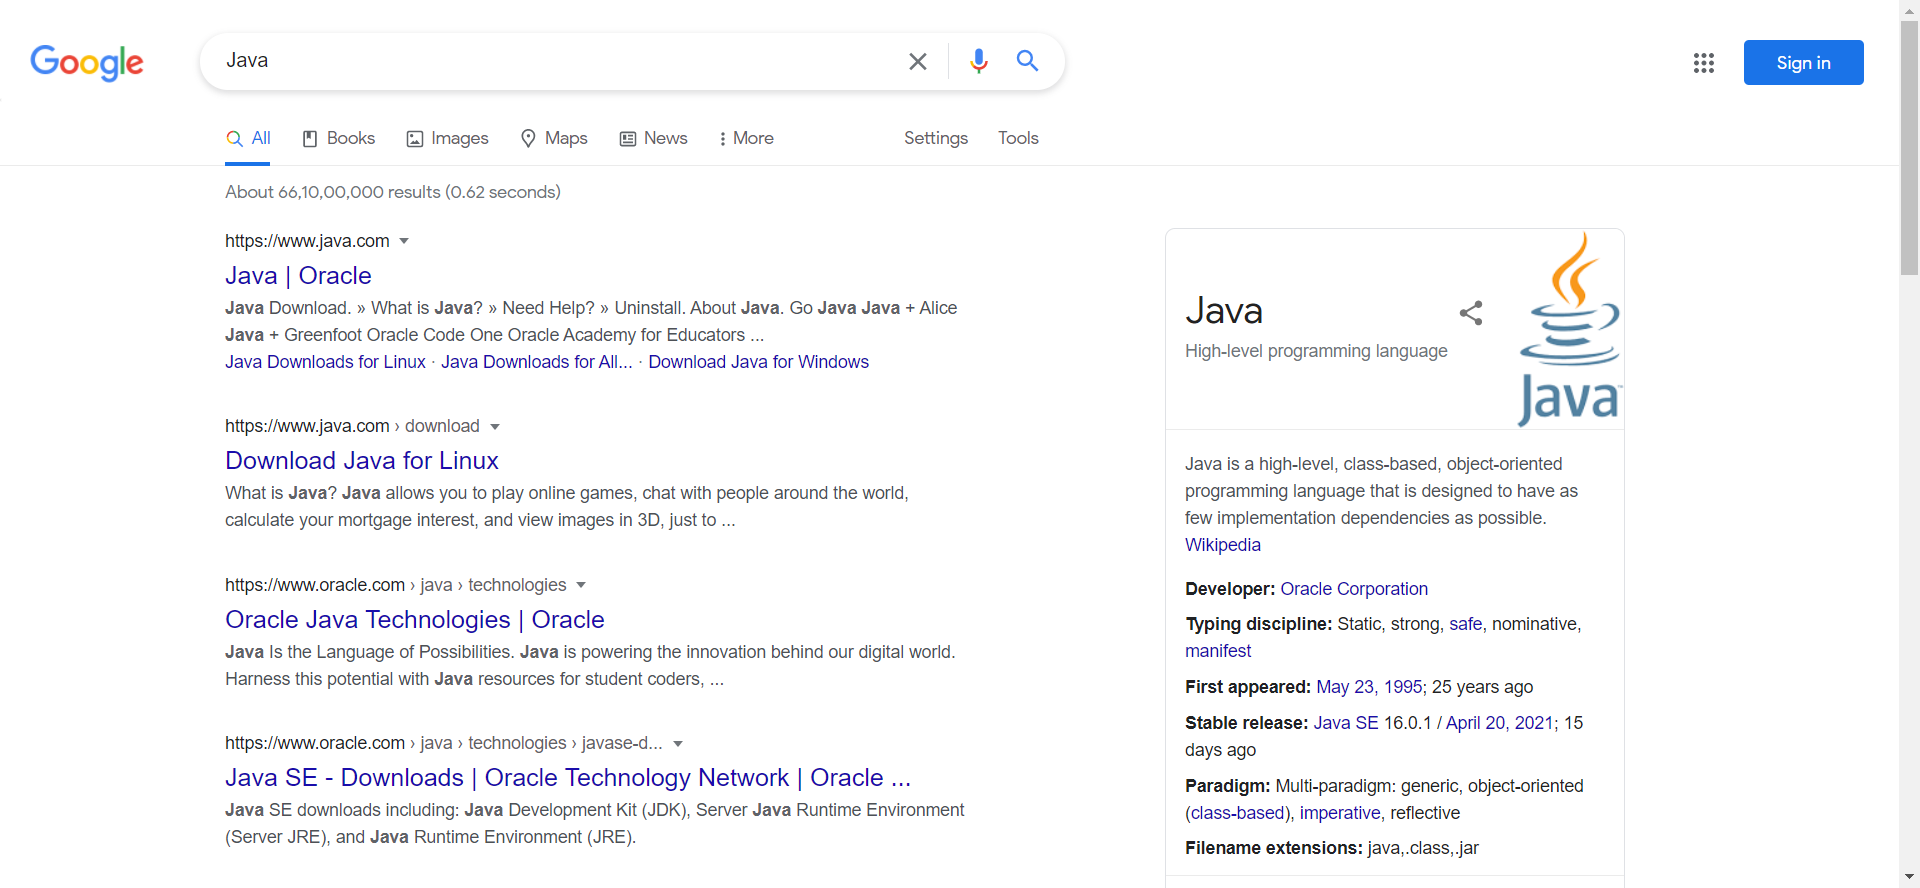 Google
Java
Sign in
All
Books
Images
Maps
News
More
Settings
Tools
About 66,10,00,000 results (0.62 seconds)
https://www.java.com
Java | Oracle
Java Download. » What is Java? » Need Help? » Uninstall. About Java. Go Java Java + Alice
Java + Greenfoot Oracle Code One Oracle Academy for Educators ...
Java Downloads for Linux · Java Downloads for All... · Download Java for Windows
https://www.java.com › download
Download Java for Linux
What is Java? Java allows you to play online games, chat with people around the world,
calculate your mortgage interest, and view images in 3D, just to ...
https://www.oracle.com › java › technologies
Oracle Java Technologies | Oracle
Java Is the Language of Possibilities. Java is powering the innovation behind our digital world.
Harness this potential with Java resources for student coders, ...
https://www.oracle.com › java › technologies › javase-d...
Java SE - Downloads | Oracle Technology Network | Oracle ...
Java SE downloads including: Java Development Kit (JDK), Server Java Runtime Environment
(Server JRE), and Java Runtime Environment (JRE).
Java
High-level programming language
Java™
Java is a high-level, class-based, object-oriented
programming language that is designed to have as
few implementation dependencies as possible.
Wikipedia
Developer: Oracle Corporation
Typing discipline: Static, strong, safe, nominative,
manifest
First appeared: May 23, 1995; 25 years ago
Stable release: Java SE 16.0.1 / April 20, 2021; 15
days ago
Paradigm: Multi-paradigm: generic, object-oriented
(class-based), imperative, reflective
Filename extensions: java,.class,.jar